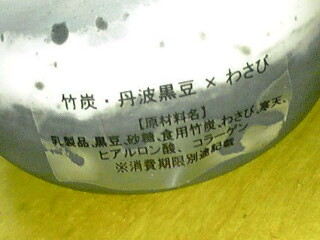 竹炭・丹波黒豆×わさび
【原材料名】
乳製品、黒豆、砂糖、食用竹炭、わさび、寒天、
ヒアルロン酸、コラーゲン
※消費期限別途記載